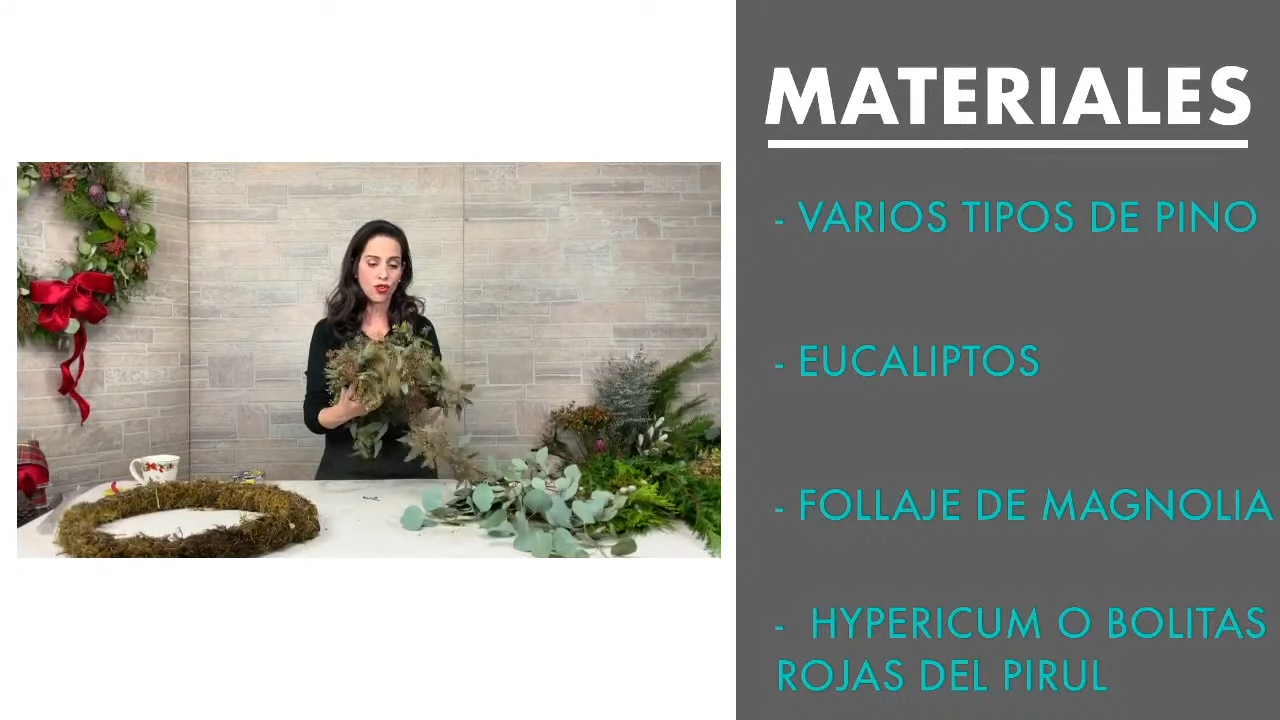 MATERIALES
- VARIOS TIPOS DE PINO
- EUCALIPTOS
- FOLLAJE DE MAGNOLIA
- HYPERICUM O BOLITAS
ROJAS DEL PIRUL